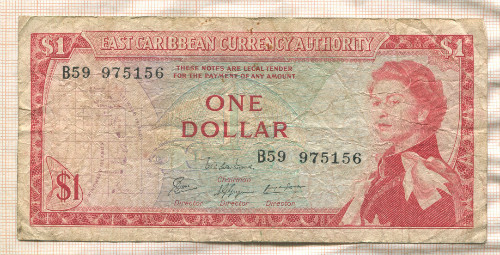 $1 EAST CARIBBEAN CURRENCY AUTHORITY $1
B59 975156
THESE NOTES ARE LEGAL TENDER
FOR THE PAYMENT OF ANY AMOUNT
ONE
DOLLAR
B59 975156
Chairman
$1
Director Director Director